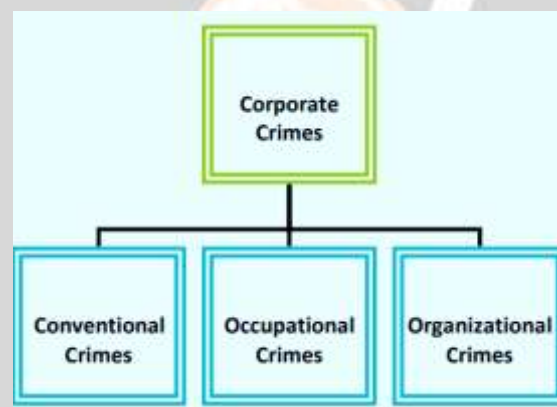 Corporate
Crimes
Conventional
Crimes
Occupational
Crimes
Organizational
Crimes